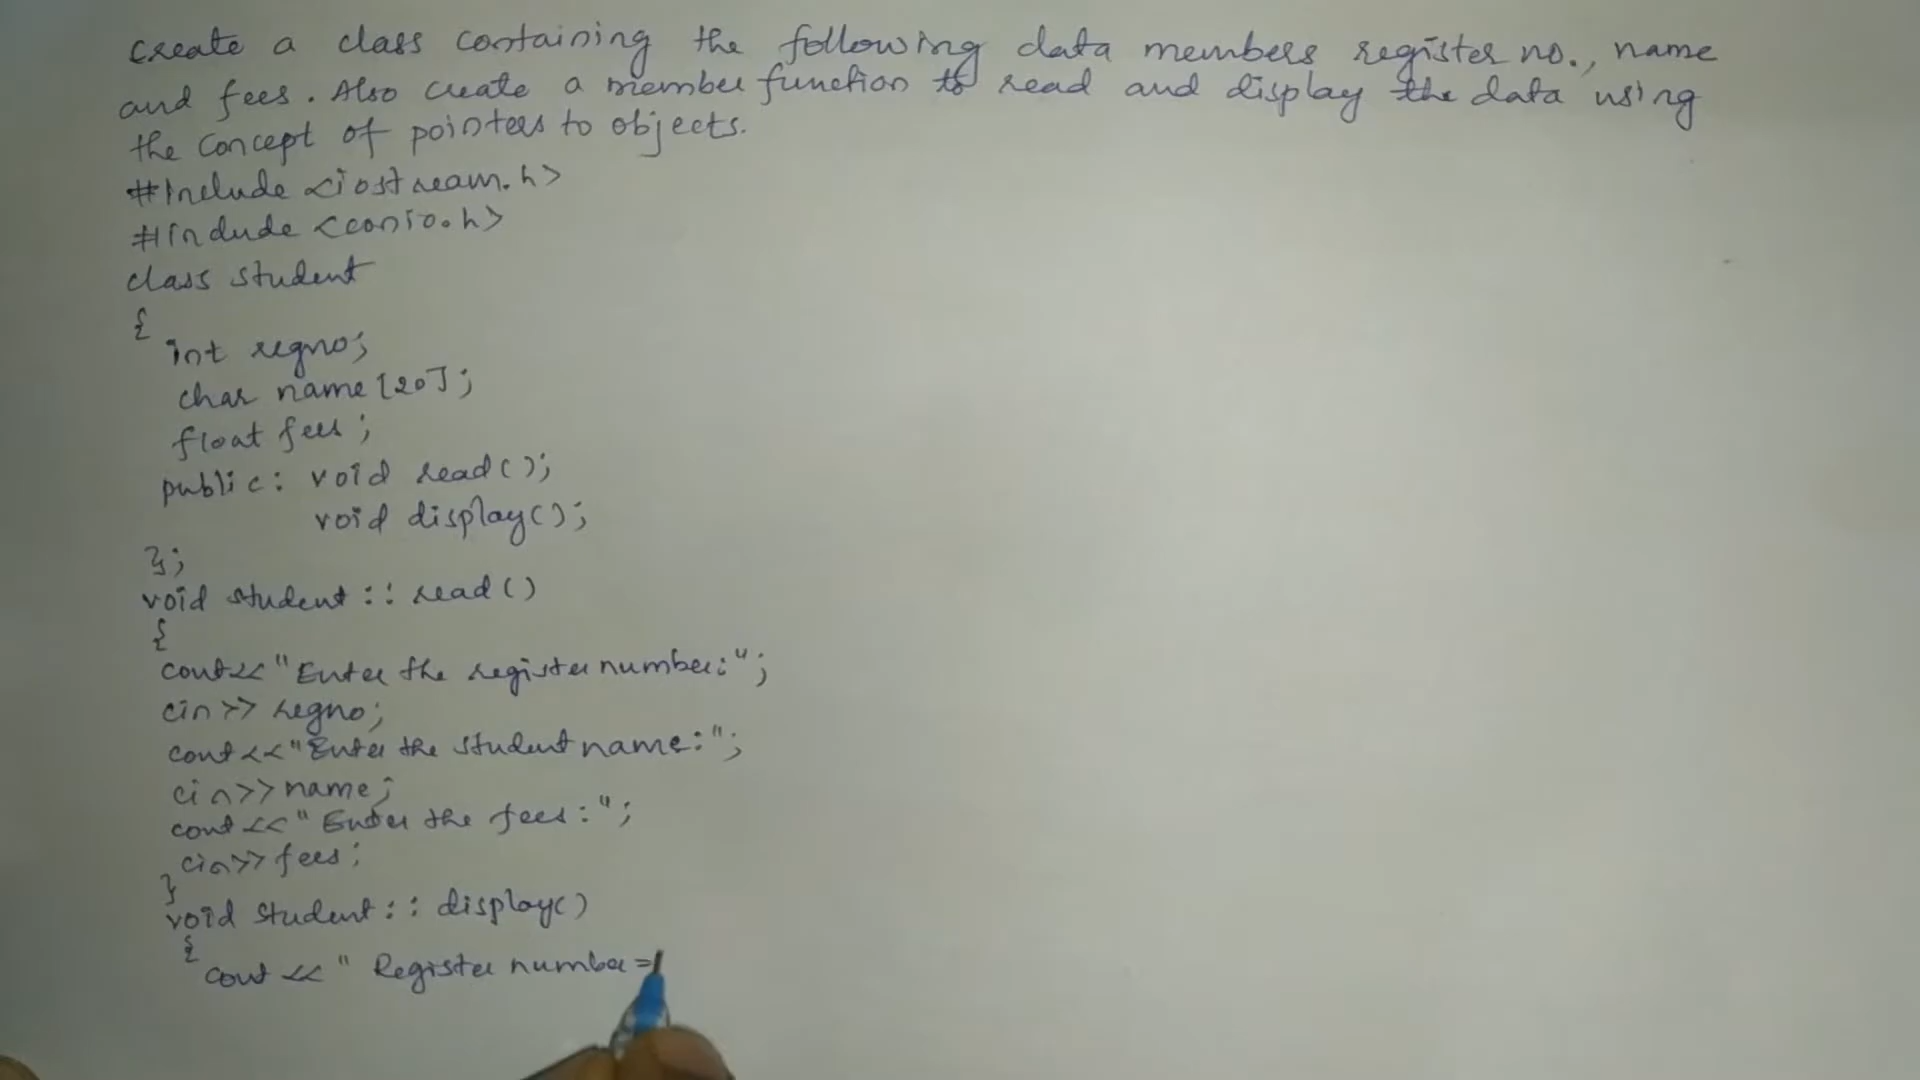 Create a class containing the following data members register no., name
and fees. Also create a member function to read and display the data using
the concept of pointers to objects.
#Include <iostream.h>
#Include <conio.h>
class student
{
int regno;
char name [20];
float fees;
public: void read();
void display();
};
void student :: read()
{
cout<<"Enter the register number:";
cin>> regno;
cout<<"Enter the student name:";
cin>>name;
cout<<"Enter the fees:";
cin>>fees;
}
void student :: display()
{
cout << " Register number =